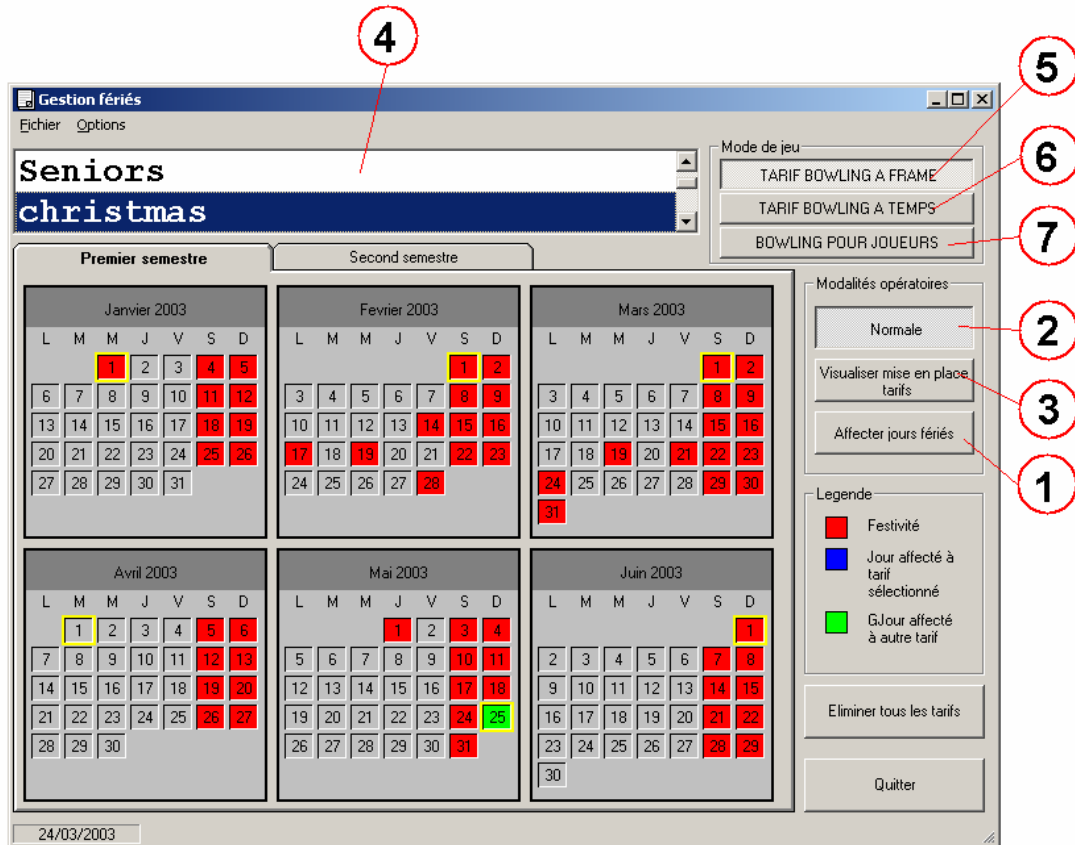 4
5
Gestion fériés
Fichier Options
Seniors
christmas
Mode de jeu
TARIF BOWLING A FRAME
TARIF BOWLING A TEMPS
BOWLING POUR JOUEURS
6
7
Premier semestre Second semestre
Janvier 2003
L M M J V S D
1 2 3 4 5
6 7 8 9 10 11 12
13 14 15 16 17 18 19
20 21 22 23 24 25 26
27 28 29 30 31
Fevrier 2003
L M M J V S D
1 2
3 4 5 6 7 8 9
10 11 12 13 14 15 16
17 18 19 20 21 22 23
24 25 26 27 28
Mars 2003
L M M J V S D
1 2
3 4 5 6 7 8 9
10 11 12 13 14 15 16
17 18 19 20 21 22 23
24 25 26 27 28 29 30
31
Avril 2003
L M M J V S D
1 2 3 4 5 6
7 8 9 10 11 12 13
14 15 16 17 18 19 20
21 22 23 24 25 26 27
28 29 30
Mai 2003
L M M J V S D
1 2 3 4
5 6 7 8 9 10 11
12 13 14 15 16 17 18
19 20 21 22 23 24 25
26 27 28 29 30 31
Juin 2003
L M M J V S D
1
2 3 4 5 6 7 8
9 10 11 12 13 14 15
16 17 18 19 20 21 22
23 24 25 26 27 28 29
30
Modalités opératoires
Normale
Visualiser mise en place
tarifs
Affecter jours fériés
2
3
1
Legende
Festivité
Jour affecté à
tarif
sélectionné
GJour affecté
à autre tarif
Eliminer tous les tarifs
Quitter
24/03/2003